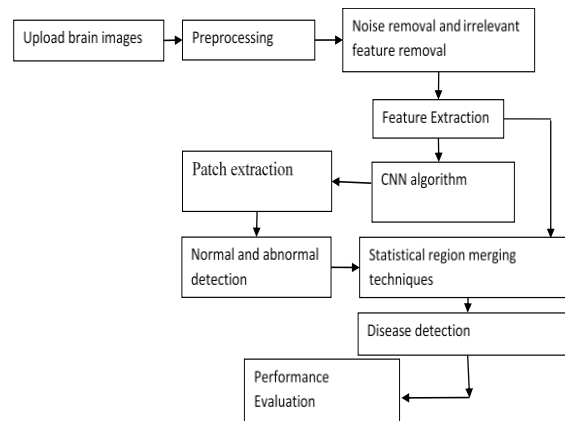 Upload brain images
Preprocessing
Noise removal and irrelevant
feature removal
Feature Extraction
CNN algorithm
Patch extraction
Normal and abnormal
detection
Statistical region merging
techniques
Disease detection
Performance
Evaluation